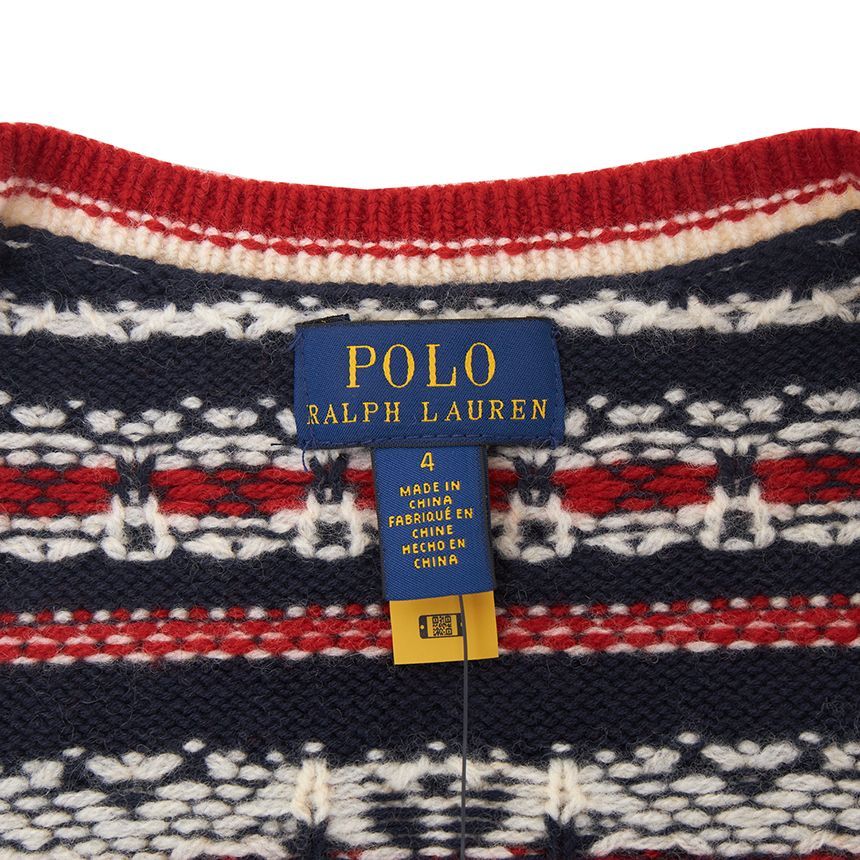 POLO
RALPH LAUREN
4
MADE IN
CHINA
FABRIQUÉ EN
CHINE
HECHO EN
CHINA